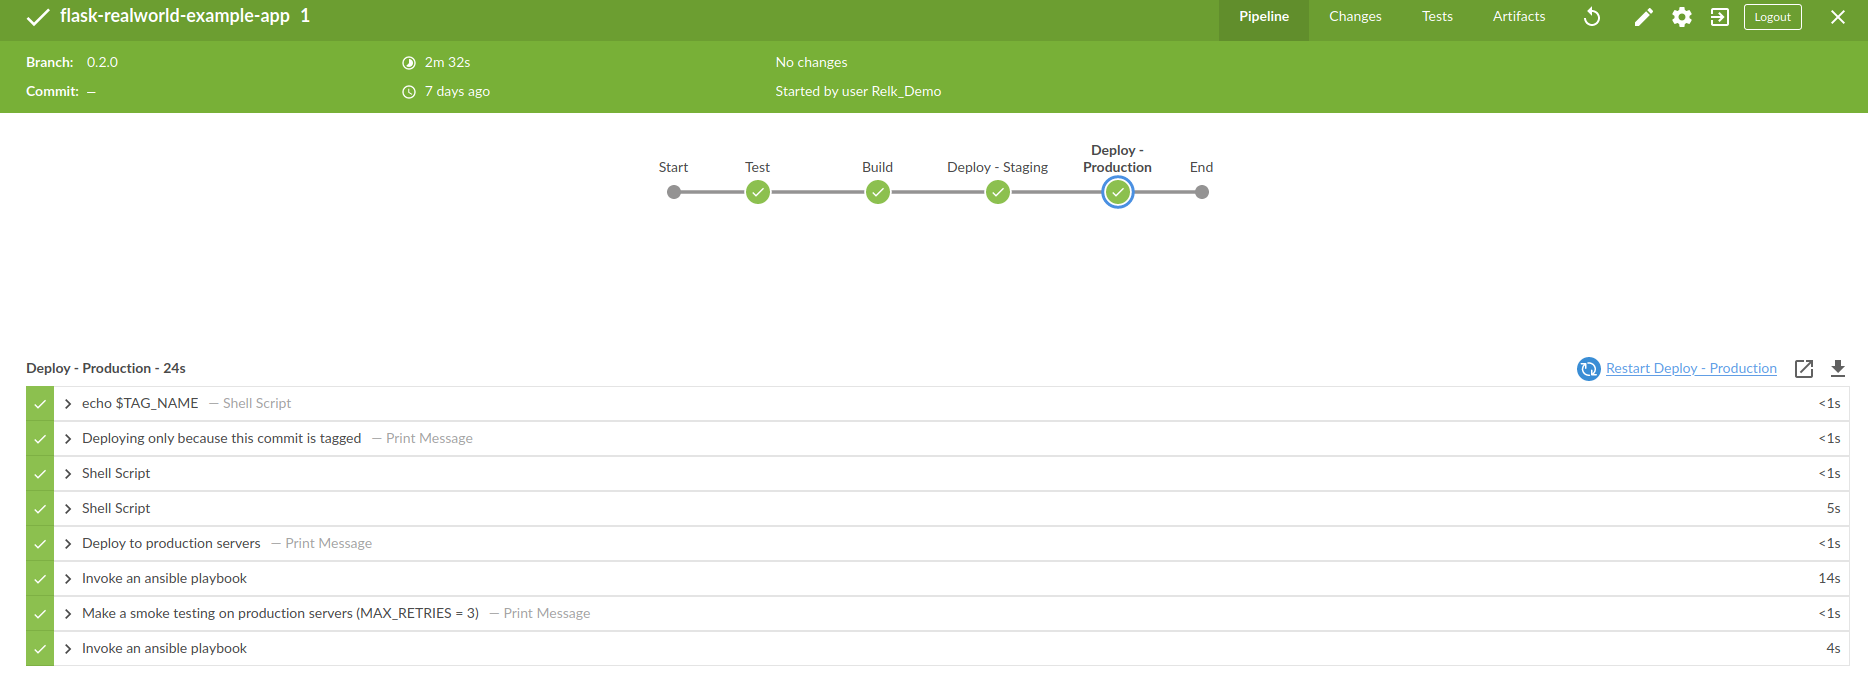 flask-realworld-example-app 1
Pipeline Changes Tests Artifacts Logout
Branch: 0.2.0 2m 32s No changes
Commit: — 7 days ago Started by user Relk_Demo
Deploy -
Start Test Build Deploy - Staging Production End
Deploy - Production - 24s Restart Deploy - Production
echo $TAG_NAME — Shell Script <1s
Deploying only because this commit is tagged — Print Message <1s
Shell Script <1s
Shell Script 5s
Deploy to production servers — Print Message <1s
Invoke an ansible playbook 14s
Make a smoke testing on production servers (MAX_RETRIES = 3) — Print Message <1s
Invoke an ansible playbook 4s